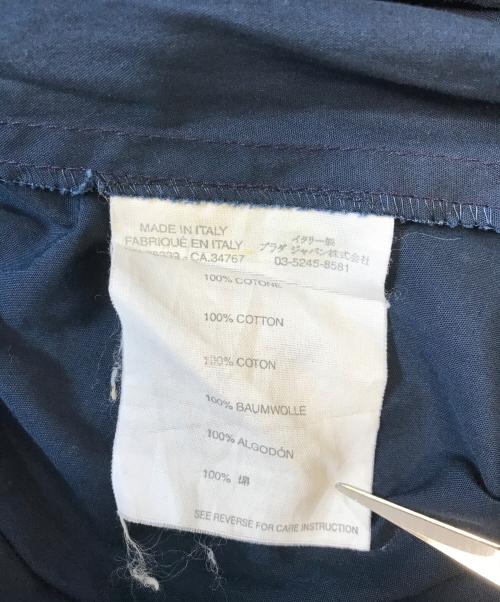 MADE IN ITALY
FABRIQUÉ EN ITALY
CA.34767
イタリー製
プラダ ジャパン株式会社
03-5245-8581
100% COTONE
100% COTTON
100% COTON
100% BAUMWOLLE
100% ALGODÓN
100% 綿
SEE REVERSE FOR CARE INSTRUCTION